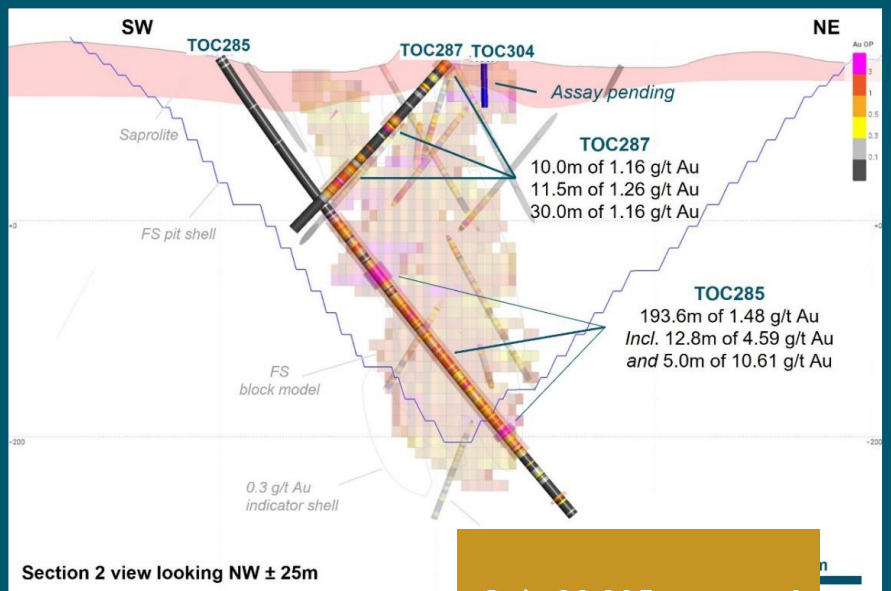 SW
NE
TOC285
TOC287
TOC304
Au OP
3
1
0.5
0.3
0.1
Assay pending
Saprolite
TOC287
10.0m of 1.16 g/t Au
11.5m of 1.26 g/t Au
30.0m of 1.16 g/t Au
+0
+0
FS pit shell
TOC285
193.6m of 1.48 g/t Au
Incl. 12.8m of 4.59 g/t Au
and 5.0m of 10.61 g/t Au
FS
block model
-200
-200
0.3 g/t Au
indicator shell
Section 2 view looking NW ± 25m